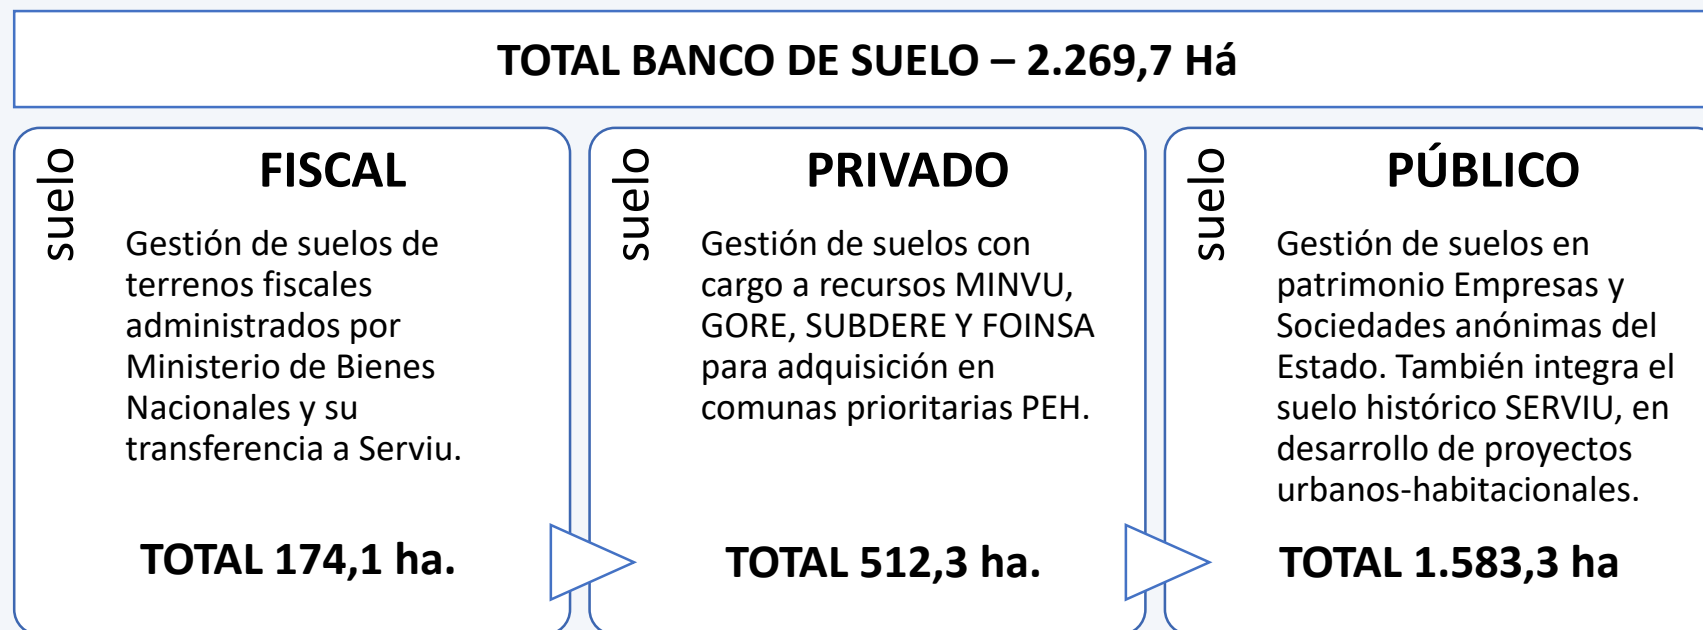 TOTAL BANCO DE SUELO – 2.269,7 Há
suelo
FISCAL
Gestión de suelos de
terrenos fiscales
administrados por
Ministerio de Bienes
Nacionales y su
transferencia a Serviu.
TOTAL 174,1 ha.
suelo
PRIVADO
Gestión de suelos con
cargo a recursos MINVU,
GORE, SUBDERE Y FOINSA
para adquisición en
comunas prioritarias PEH.
TOTAL 512,3 ha.
suelo
PÚBLICO
Gestión de suelos en
patrimonio Empresas y
Sociedades anónimas del
Estado. También integra el
suelo histórico SERVIU, en
desarrollo de proyectos
urbanos-habitacionales.
TOTAL 1.583,3 ha